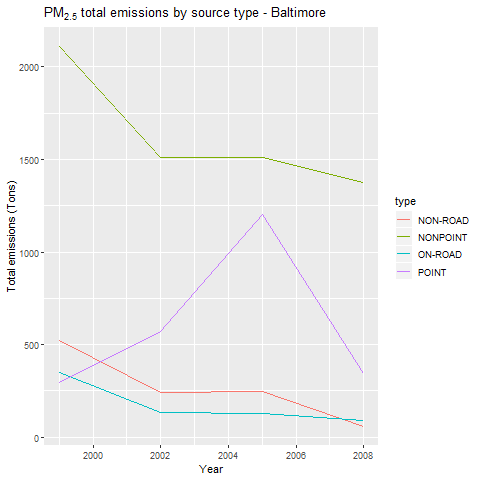 PM2.5 total emissions by source type - Baltimore
2000
1500
1000
500
0
Total emissions (Tons)
2000 2002 2004 2006 2008
Year
type
NON-ROAD
NONPOINT
ON-ROAD
POINT